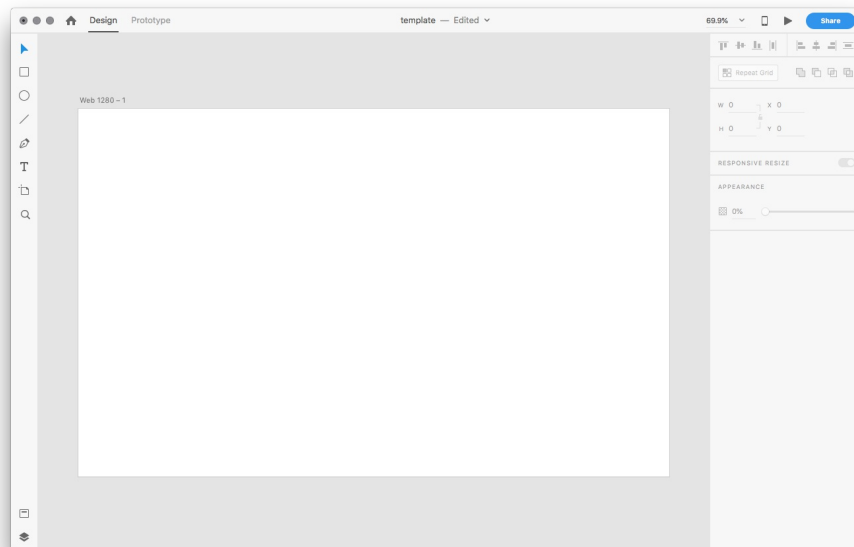 Design Prototype template — Edited 69.9% Share
Repeat Grid
Web 1280 – 1
W 0 X 0
H 0 Y 0
RESPONSIVE RESIZE
APPEARANCE
0%
T